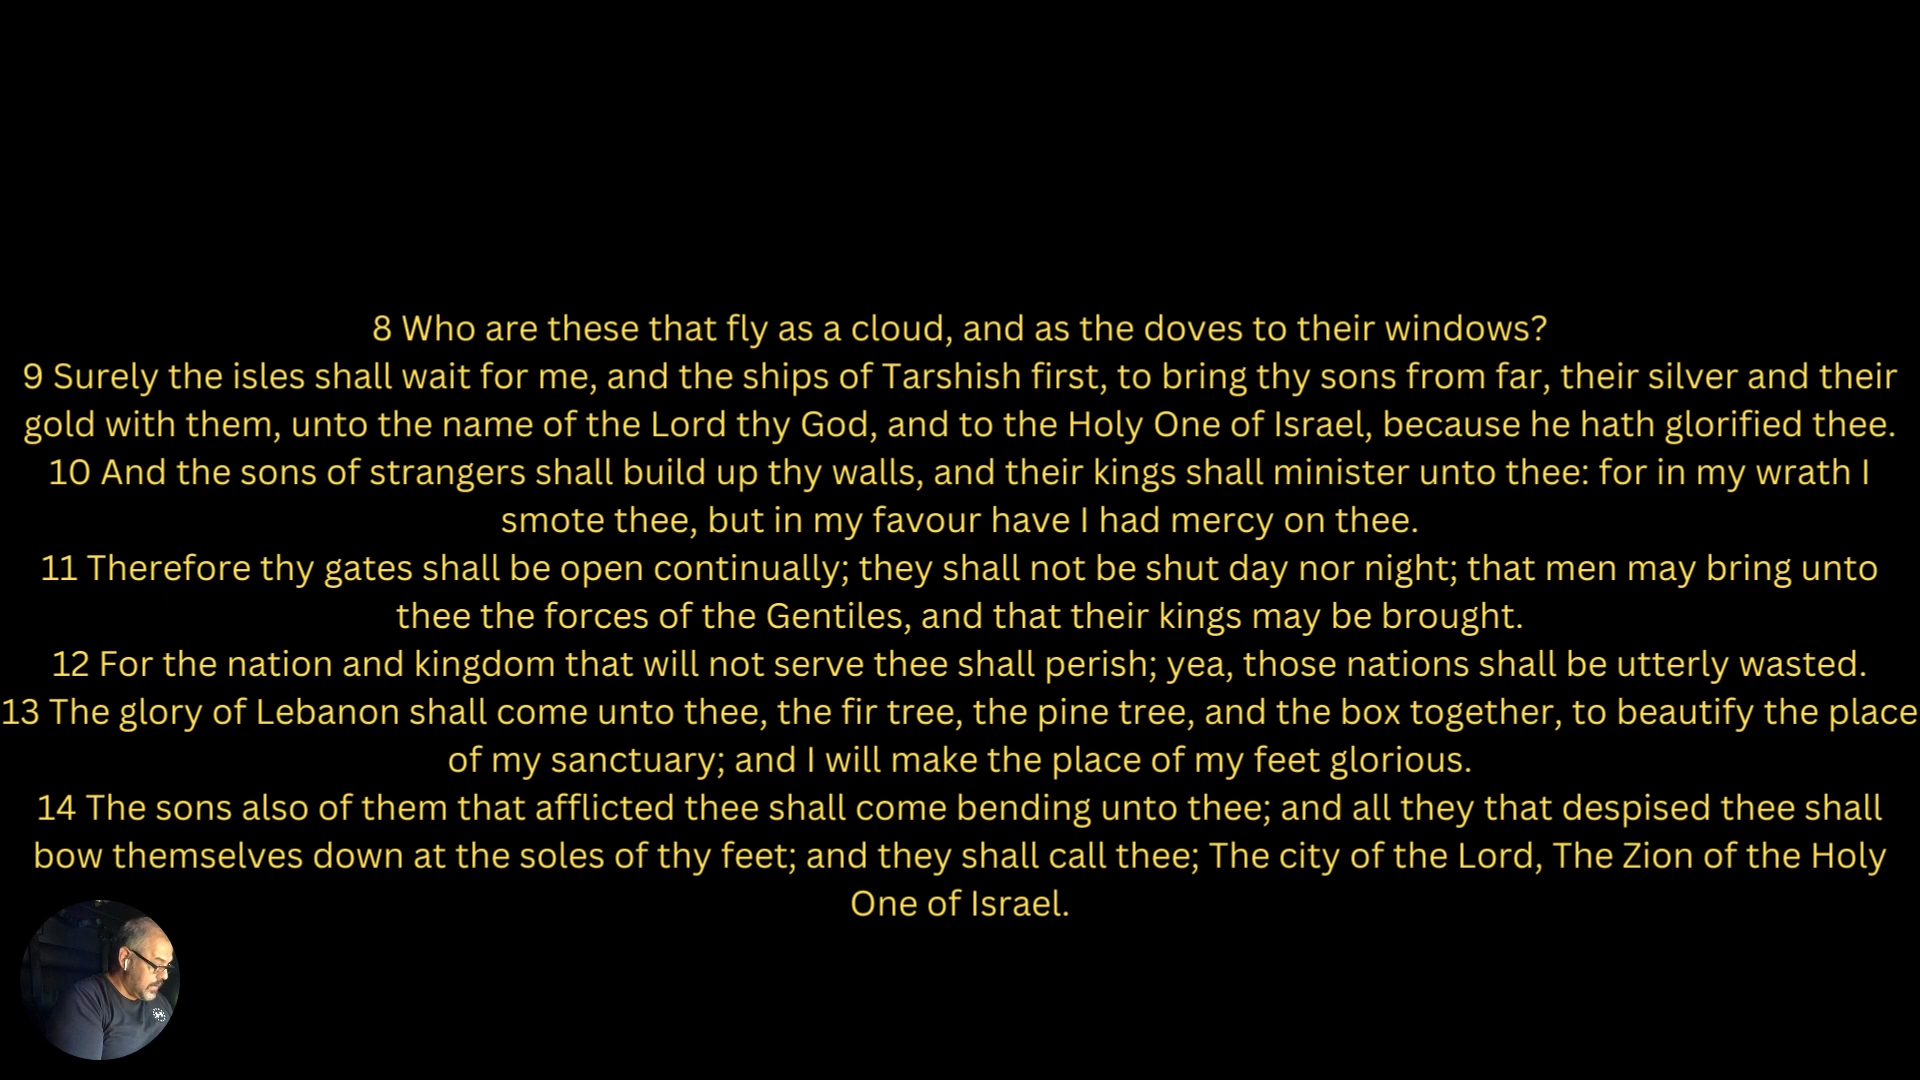 8 Who are these that fly as a cloud, and as the doves to their windows?
9 Surely the isles shall wait for me, and the ships of Tarshish first, to bring thy sons from far, their silver and their
gold with them, unto the name of the Lord thy God, and to the Holy One of Israel, because he hath glorified thee.
10 And the sons of strangers shall build up thy walls, and their kings shall minister unto thee: for in my wrath I
smote thee, but in my favour have I had mercy on thee.
11 Therefore thy gates shall be open continually; they shall not be shut day nor night; that men may bring unto
thee the forces of the Gentiles, and that their kings may be brought.
12 For the nation and kingdom that will not serve thee shall perish; yea, those nations shall be utterly wasted.
13 The glory of Lebanon shall come unto thee, the fir tree, the pine tree, and the box together, to beautify the place
of my sanctuary; and I will make the place of my feet glorious.
14 The sons also of them that afflicted thee shall come bending unto thee; and all they that despised thee shall
bow themselves down at the soles of thy feet; and they shall call thee; The city of the Lord, The Zion of the Holy
One of Israel.